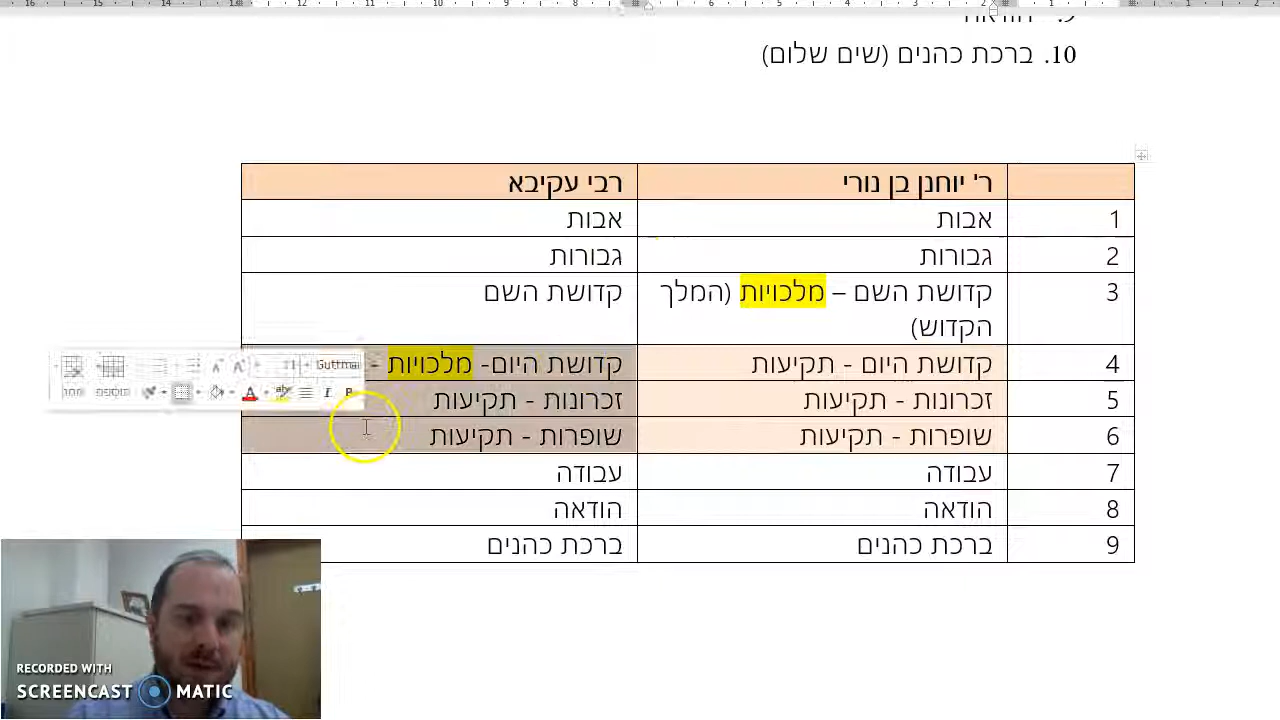 10. ברכת כהנים (שים שלום)
ר' יוחנן בן נורי רבי עקיבא
1 אבות אבות
2 גבורות גבורות
3 קדושת השם – מלכויות (המלך קדושת השם
הקדוש)
4 קדושת היום - תקיעות קדושת היום- מלכויות -
5 זכרונות - תקיעות זכרונות - תקיעות
6 שופרות - תקיעות שופרות - תקיעות
7 עבודה עבודה
8 הודאה הודאה
9 ברכת כהנים ברכת כהנים
Guttmai
RECORDED WITH
SCREENCAST MATIC